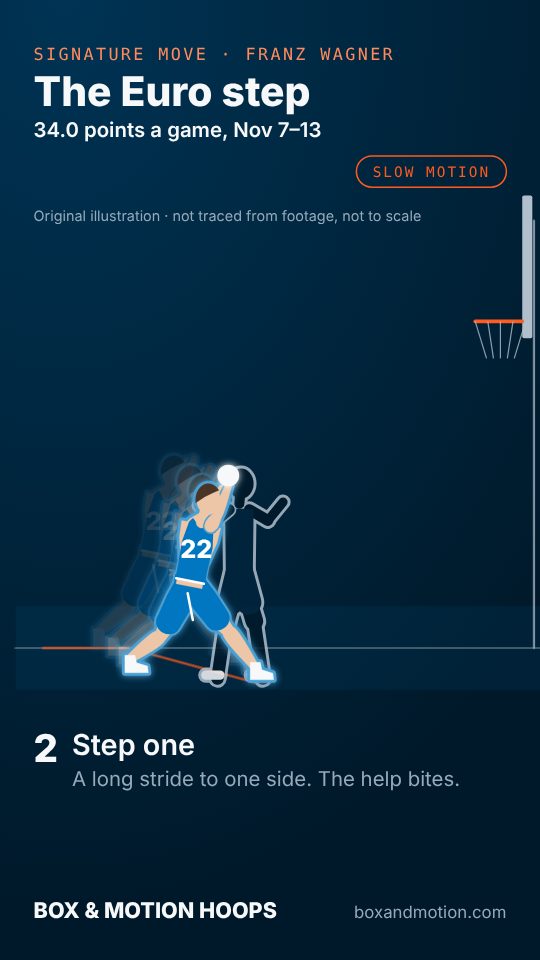 SIGNATURE MOVE · FRANZ WAGNER
The Euro step
34.0 points a game, Nov 7–13
SLOW MOTION
Original illustration · not traced from footage, not to scale
22
22
22
2 Step one
A long stride to one side. The help bites.
BOX & MOTION HOOPS
boxandmotion.com